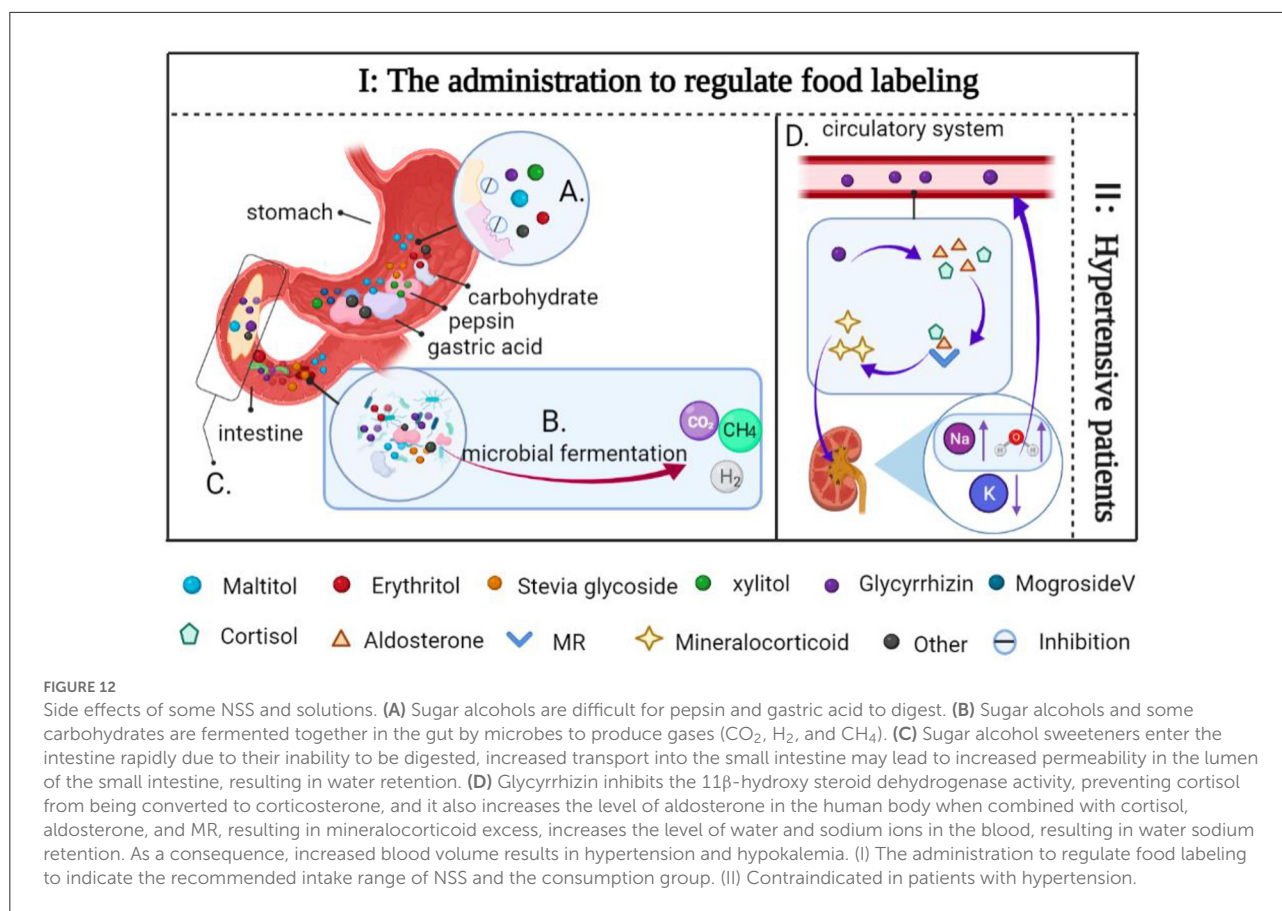 I: The administration to regulate food labeling
D. circulatory system
A.
stomach
carbohydrate
pepsin
gastric acid
intestine
C.
B.
microbial fermentation
CO₂
CH4
H₂
Na
H O H
K
II: Hypertensive patients
Maltitol Erythritol Stevia glycoside xylitol Glycyrrhizin MogrosideV
Cortisol Aldosterone MR Mineralocorticoid Other Inhibition
FIGURE 12
Side effects of some NSS and solutions. (A) Sugar alcohols are difficult for pepsin and gastric acid to digest. (B) Sugar alcohols and some
carbohydrates are fermented together in the gut by microbes to produce gases (CO₂, H₂, and CH₄). (C) Sugar alcohol sweeteners enter the
intestine rapidly due to their inability to be digested, increased transport into the small intestine may lead to increased permeability in the lumen
of the small intestine, resulting in water retention. (D) Glycyrrhizin inhibits the 11β-hydroxy steroid dehydrogenase activity, preventing cortisol
from being converted to corticosterone, and it also increases the level of aldosterone in the human body when combined with cortisol,
aldosterone, and MR, resulting in mineralocorticoid excess, increases the level of water and sodium ions in the blood, resulting in water sodium
retention. As a consequence, increased blood volume results in hypertension and hypokalemia. (I) The administration to regulate food labeling
to indicate the recommended intake range of NSS and the consumption group. (II) Contraindicated in patients with hypertension.